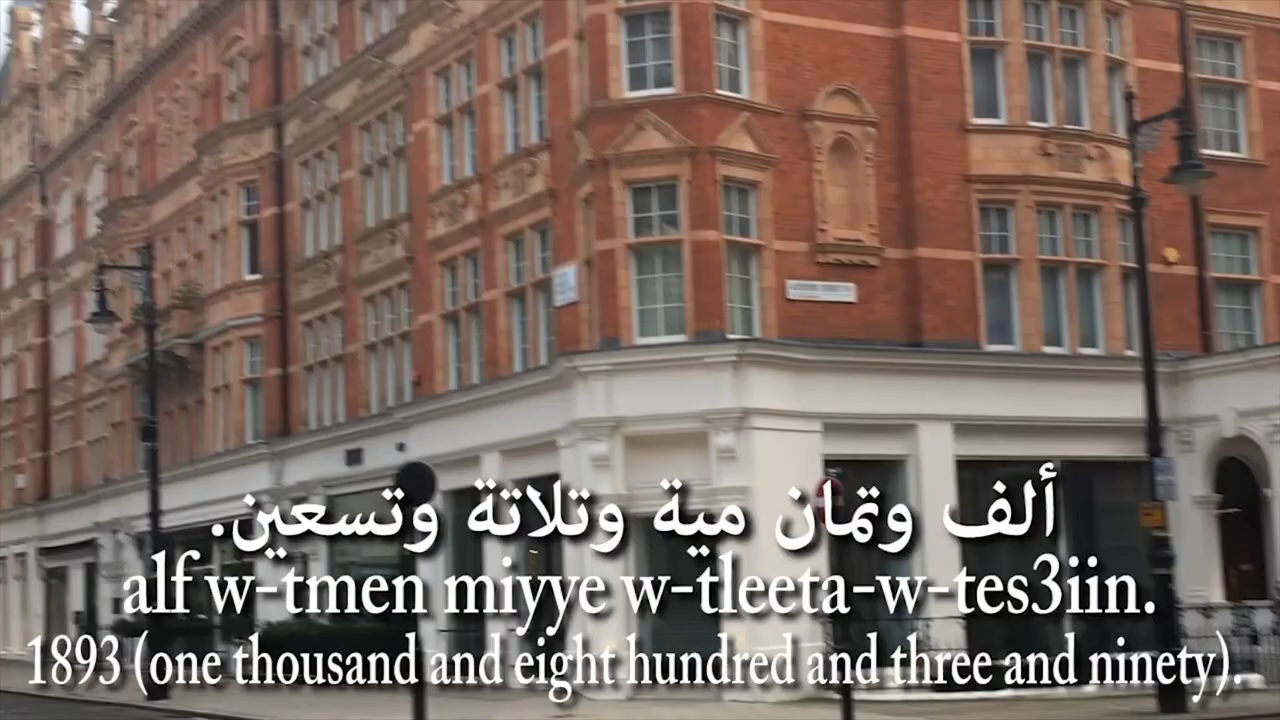 ألف وتمان مية وتلاتة وتسعين.
alf w-tmen miyye w-tleeta-w-tes3iin.
1893 (one thousand and eight hundred and three and ninety).